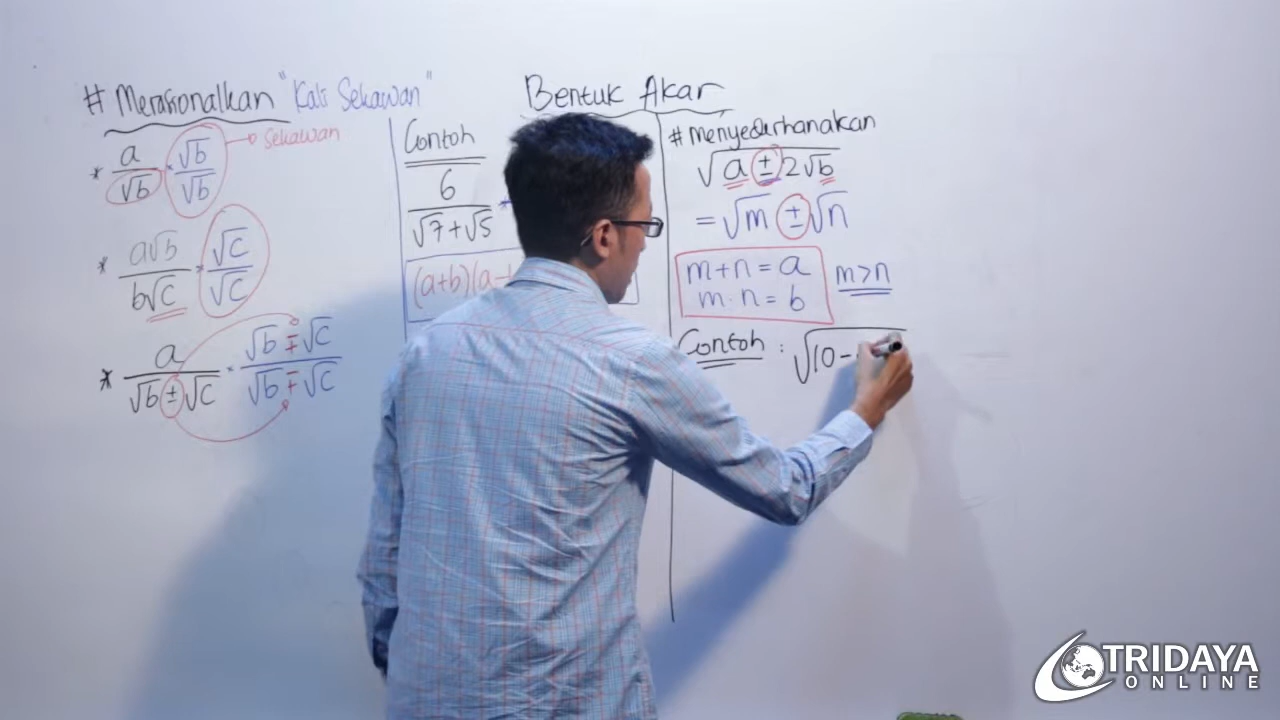 # Merasionalkan "Kali Sekawan"
* a/√b * √b/√b → Sekawan
* a√b/b√c * √c/√c
* a/(√b ± √c) * (√b ∓ √c)/(√b ∓ √c)
Bentuk Akar
Contoh
6/(√7+√5) *
(a+b)(a-
#Menyederhanakan
√(a ± 2√b)
= √m ± √n
m+n = a
m·n = b
m>n
Contoh : √10-
TRIDAYA
ONLINE